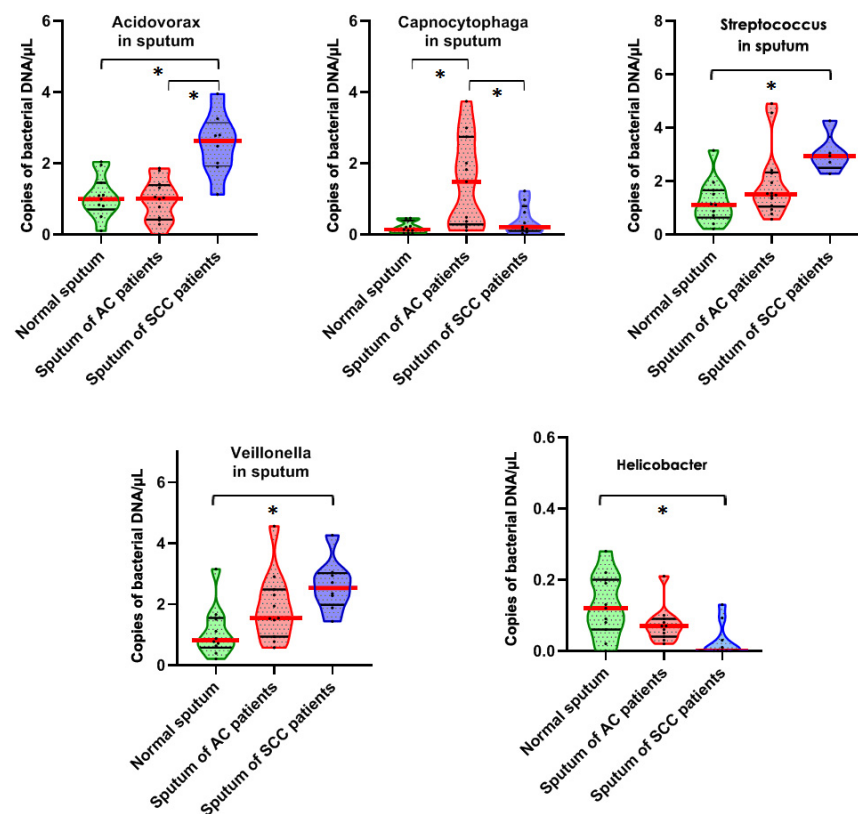 Acidovorax
in sputum
Copies of bacterial DNA/µL
6
4
2
0
*
*
Normal sputum
Sputum of AC patients
Sputum of SCC patients
Capnocytophaga
in sputum
Copies of bacterial DNA/µL
6
4
2
0
*
*
Normal sputum
Sputum of AC patients
Sputum of SCC patients
Streptococcus
in sputum
Copies of bacterial DNA/µL
8
6
4
2
0
*
Normal sputum
Sputum of AC patients
Sputum of SCC patients
Veillonella
in sputum
Copies of bacterial DNA/µL
6
4
2
0
*
Normal sputum
Sputum of AC patients
Sputum of SCC patients
Helicobacter
Copies of bacterial DNA/µL
0.6
0.4
0.2
0.0
*
Normal sputum
Sputum of AC patients
Sputum of SCC patients